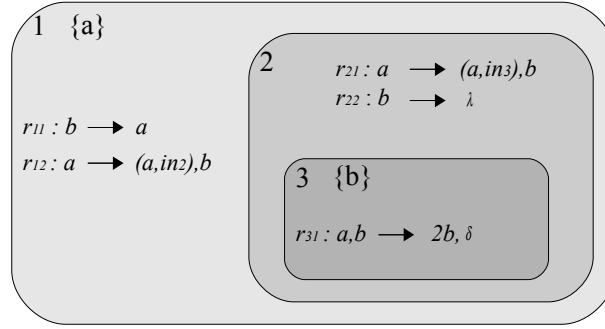 1 {a}
2
r21 : a → (a,in3),b
r22 : b → λ
r11 : b → a
r12 : a → (a,in2),b
3 {b}
r31 : a,b → 2b, δ